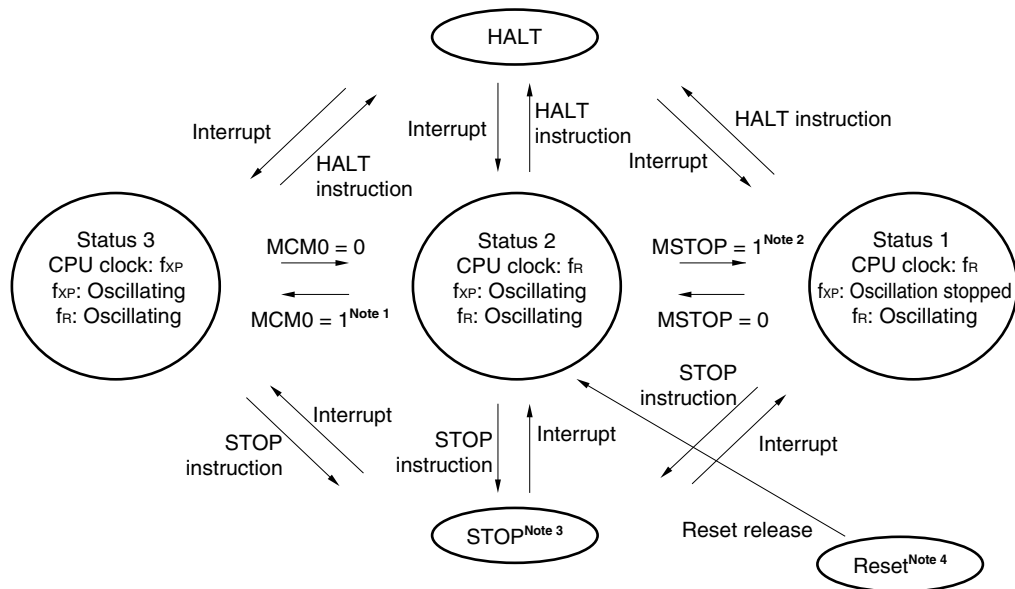 HALT
Interrupt
HALT
instruction
Interrupt
HALT
instruction
HALT instruction
Interrupt
Status 3
CPU clock: fXP
fXP: Oscillating
fR: Oscillating
MCM0 = 0
MCM0 = 1Note 1
Status 2
CPU clock: fR
fXP: Oscillating
fR: Oscillating
MSTOP = 1Note 2
MSTOP = 0
Status 1
CPU clock: fR
fXP: Oscillation stopped
fR: Oscillating
STOP
instruction
Interrupt
STOP
instruction
Interrupt
STOP
instruction
Interrupt
STOPNote 3
Reset release
ResetNote 4